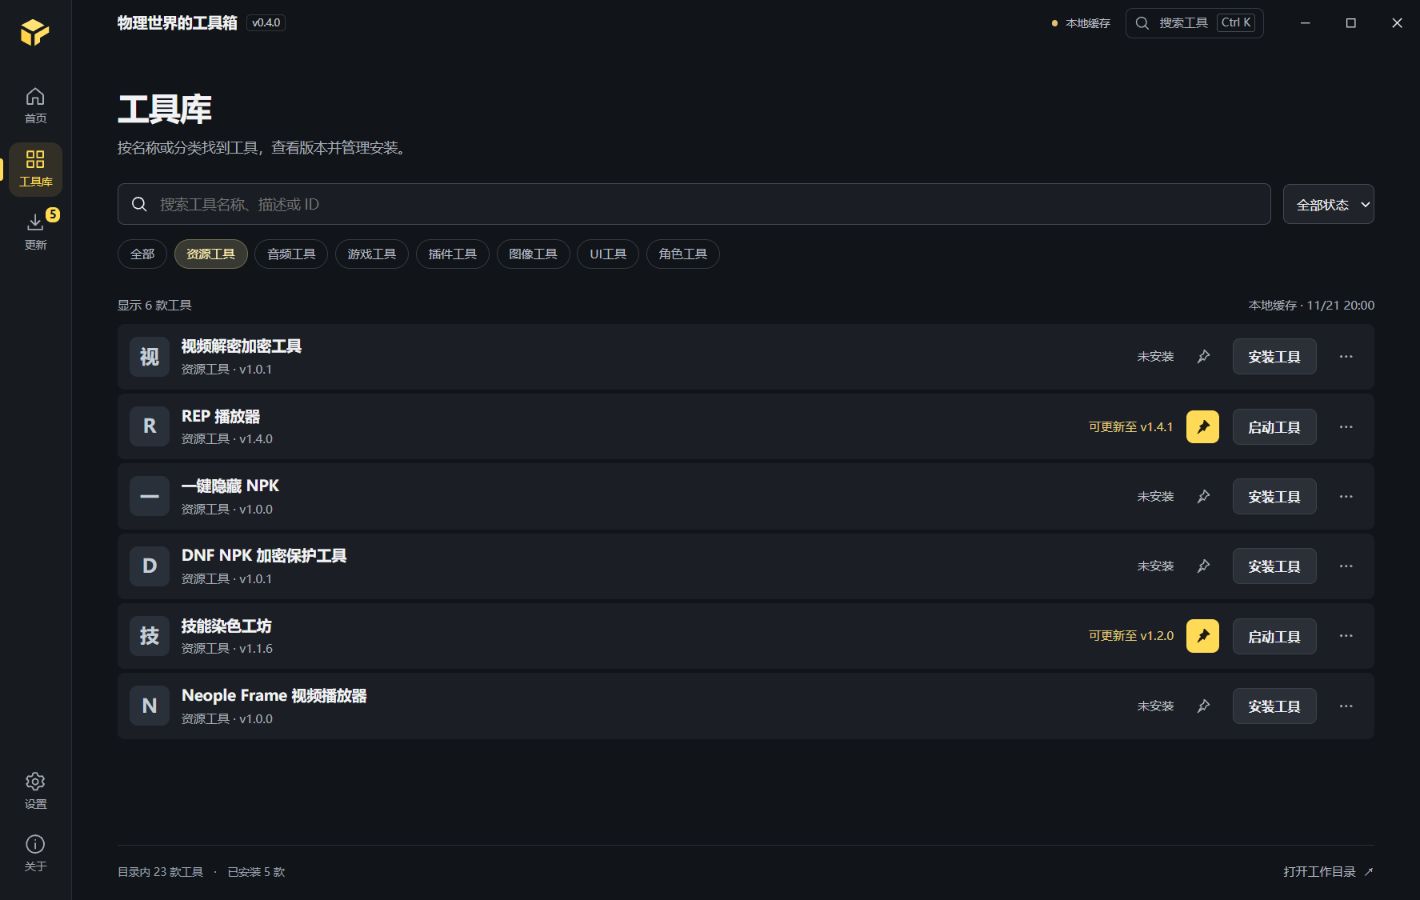 物理世界的工具箱 v0.4.0
本地缓存 搜索工具 Ctrl K
首页
工具库
5
更新
设置
关于
工具库
按名称或分类找到工具，查看版本并管理安装。
搜索工具名称、描述或 ID
全部状态
全部 资源工具 音频工具 游戏工具 插件工具 图像工具 UI工具 角色工具
显示 6 款工具 本地缓存 · 11/21 20:00
视 视频解密加密工具 未安装 安装工具 ···
资源工具 · v1.0.1
R REP 播放器 可更新至 v1.4.1 启动工具 ···
资源工具 · v1.4.0
一 一键隐藏 NPK 未安装 安装工具 ···
资源工具 · v1.0.0
D DNF NPK 加密保护工具 未安装 安装工具 ···
资源工具 · v1.0.1
技 技能染色工坊 可更新至 v1.2.0 启动工具 ···
资源工具 · v1.1.6
N Neople Frame 视频播放器 未安装 安装工具 ···
资源工具 · v1.0.0
目录内 23 款工具 · 已安装 5 款 打开工作目录 ↗